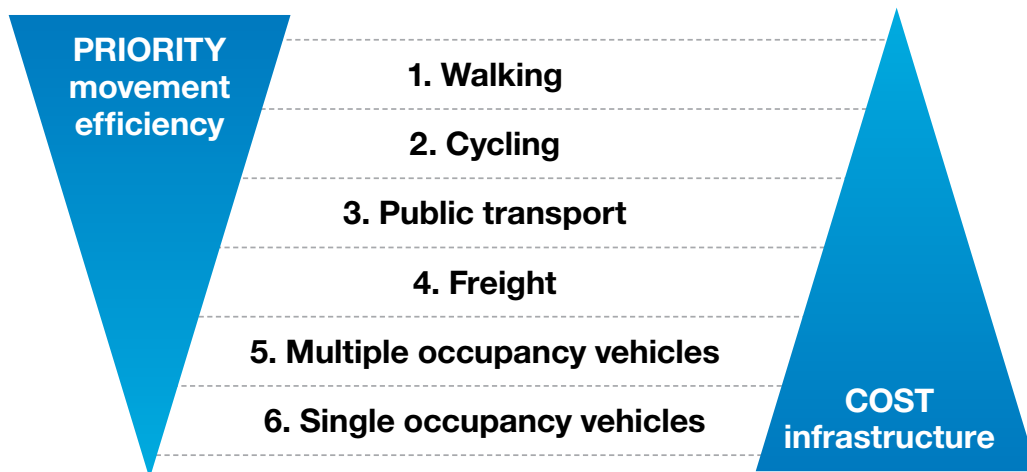 PRIORITY
movement
efficiency
1. Walking
2. Cycling
3. Public transport
4. Freight
5. Multiple occupancy vehicles
6. Single occupancy vehicles
COST
infrastructure